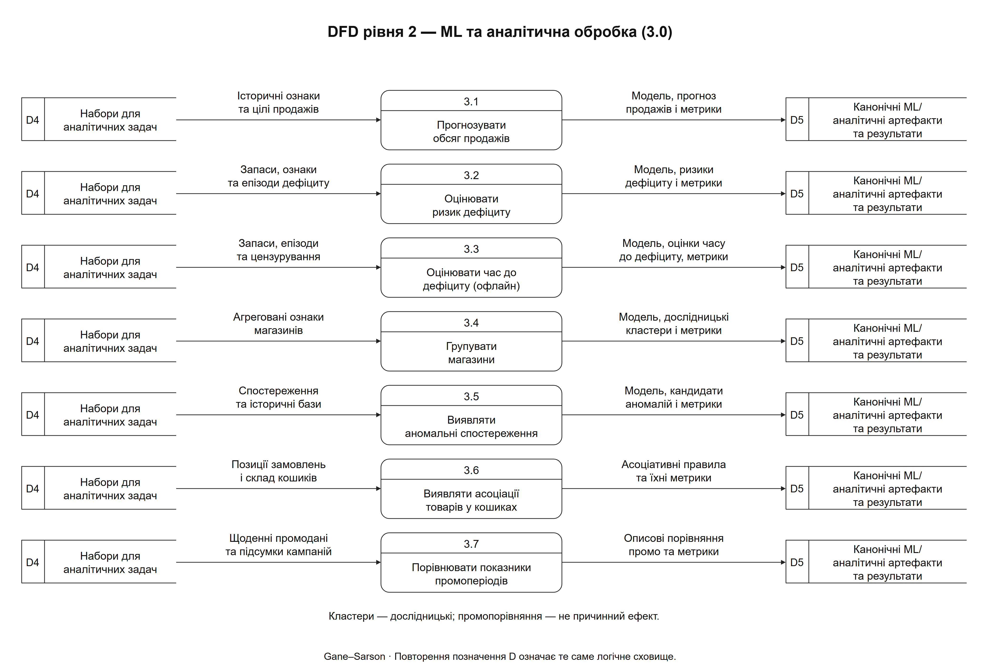 DFD рівня 2 — ML та аналітична обробка (3.0)
D4
Набори для
аналітичних задач
Історичні ознаки
та цілі продажів
3.1
Прогнозувати
обсяг продажів
Модель, прогноз
продажів і метрики
D5
Канонічні ML/
аналітичні артефакти
та результати
D4
Набори для
аналітичних задач
Запаси, ознаки
та епізоди дефіциту
3.2
Оцінювати
ризик дефіциту
Модель, ризики
дефіциту і метрики
D5
Канонічні ML/
аналітичні артефакти
та результати
D4
Набори для
аналітичних задач
Запаси, епізоди
та цензурування
3.3
Оцінювати час до
дефіциту (офлайн)
Модель, оцінки часу
до дефіциту, метрики
D5
Канонічні ML/
аналітичні артефакти
та результати
D4
Набори для
аналітичних задач
Агреговані ознаки
магазинів
3.4
Групувати
магазини
Модель, дослідницькі
кластери і метрики
D5
Канонічні ML/
аналітичні артефакти
та результати
D4
Набори для
аналітичних задач
Спостереження
та історичні бази
3.5
Виявляти
аномальні спостереження
Модель, кандидати
аномалій і метрики
D5
Канонічні ML/
аналітичні артефакти
та результати
D4
Набори для
аналітичних задач
Позиції замовлень
і склад кошиків
3.6
Виявляти асоціації
товарів у кошиках
Асоціативні правила
та їхні метрики
D5
Канонічні ML/
аналітичні артефакти
та результати
D4
Набори для
аналітичних задач
Щоденні промодані
та підсумки кампаній
3.7
Порівнювати показники
промоперіодів
Описові порівняння
промо та метрики
D5
Канонічні ML/
аналітичні артефакти
та результати
Кластери — дослідницькі; промопорівняння — не причинний ефект.
Gane–Sarson · Повторення позначення D означає те саме логічне сховище.